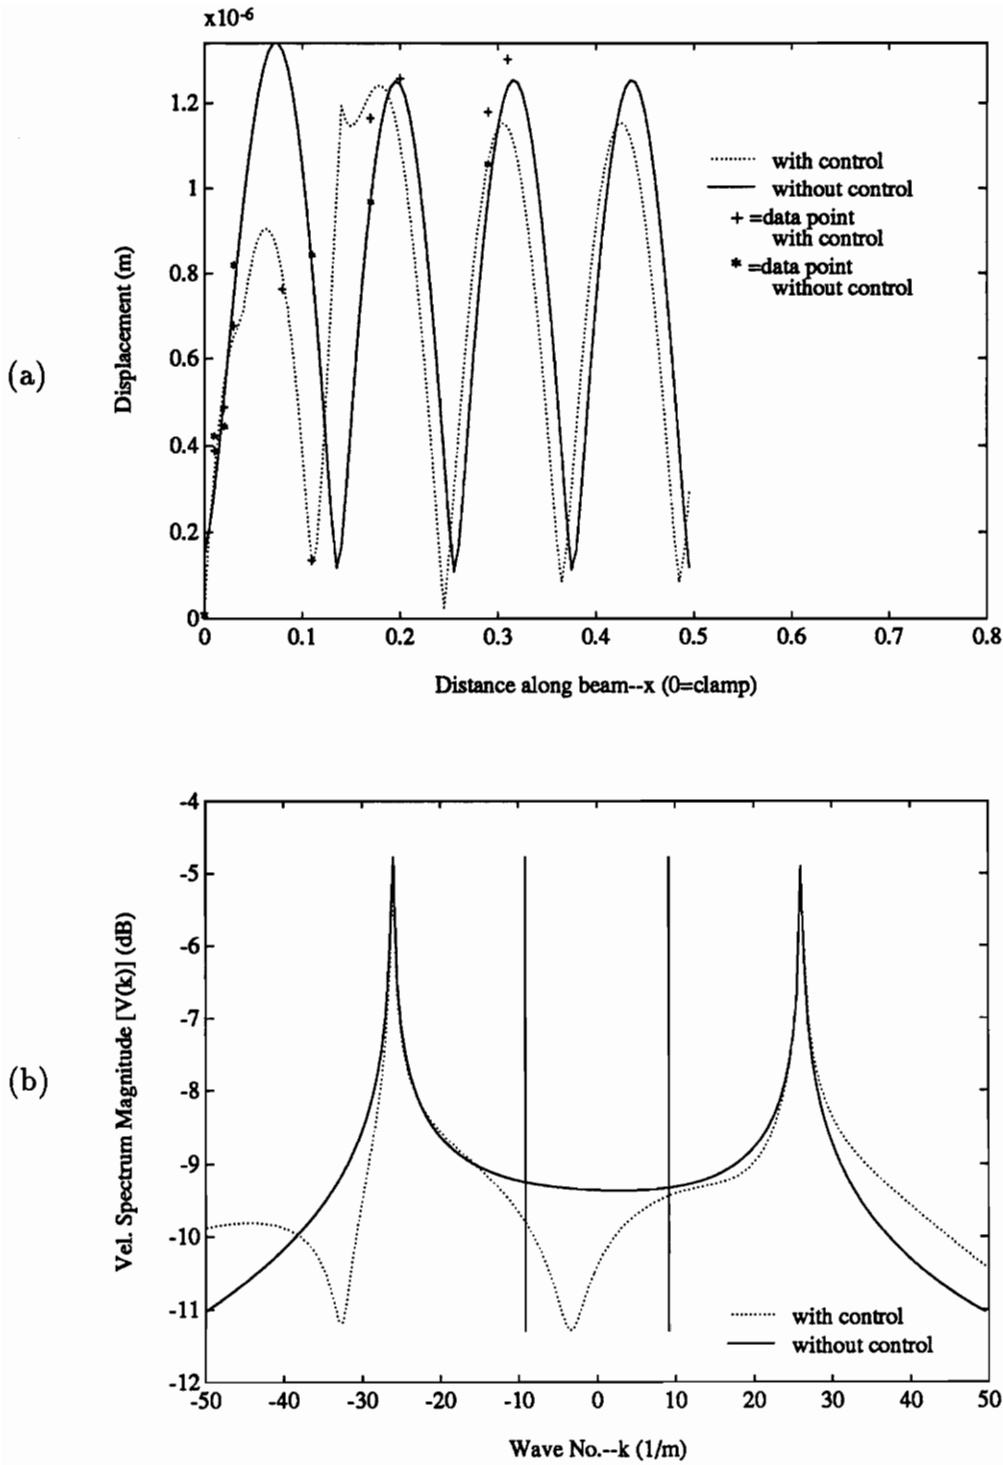 x10-6
1.2
1
0.8
0.6
0.4
0.2
0
0 0.1 0.2 0.3 0.4 0.5 0.6 0.7 0.8
Displacement (m)
Distance along beam--x (0=clamp)
with control
without control
+ =data point
with control
* =data point
without control
(a)
-4
-5
-6
-7
-8
-9
-10
-11
-12
-50 -40 -30 -20 -10 0 10 20 30 40 50
Vel. Spectrum Magnitude [V(k)] (dB)
Wave No.--k (1/m)
with control
without control
(b)